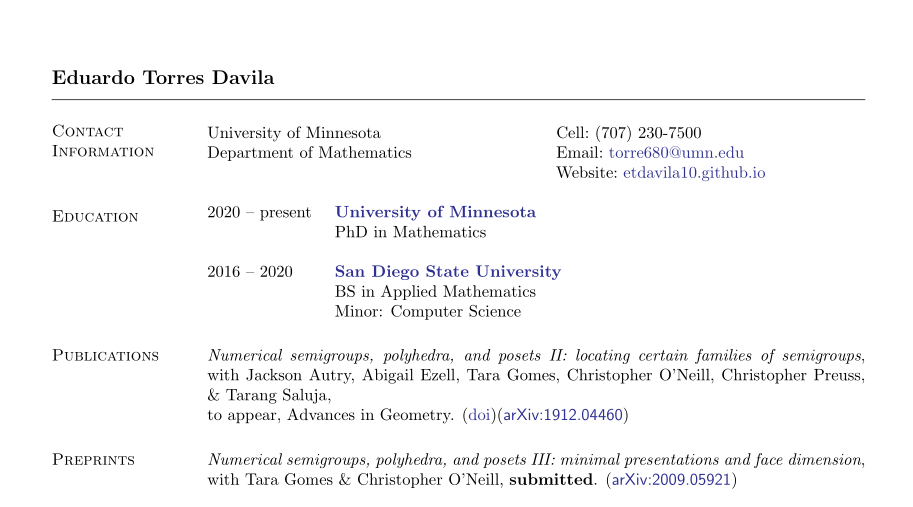 Eduardo Torres Davila
Contact
Information
University of Minnesota
Department of Mathematics
Cell: (707) 230-7500
Email: torre680@umn.edu
Website: etdavila10.github.io
Education
2020 – present
University of Minnesota
PhD in Mathematics
2016 – 2020
San Diego State University
BS in Applied Mathematics
Minor: Computer Science
Publications
Numerical semigroups, polyhedra, and posets II: locating certain families of semigroups,
with Jackson Autry, Abigail Ezell, Tara Gomes, Christopher O'Neill, Christopher Preuss,
& Tarang Saluja,
to appear, Advances in Geometry. (doi)(arXiv:1912.04460)
Preprints
Numerical semigroups, polyhedra, and posets III: minimal presentations and face dimension,
with Tara Gomes & Christopher O'Neill, submitted. (arXiv:2009.05921)